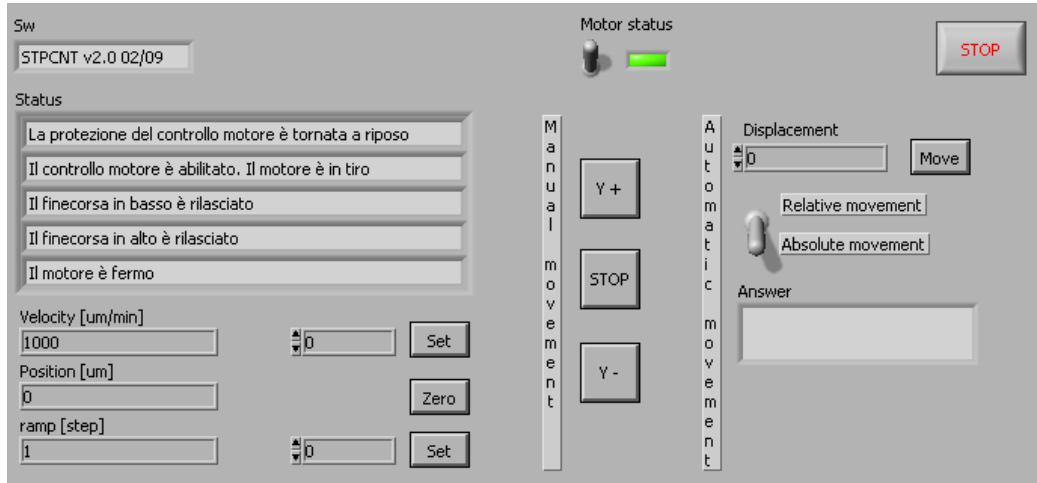 Sw
STPCNT v2.0 02/09
Motor status
STOP
Status
La protezione del controllo motore è tornata a riposo
Il controllo motore è abilitato. Il motore è in tiro
Il finecorsa in basso è rilasciato
Il finecorsa in alto è rilasciato
Il motore è fermo
Velocity [um/min]
1000
0
Set
Position [um]
0
Zero
ramp [step]
1
0
Set
Manual movement
Y +
STOP
Y -
Automatic movement
Displacement
0
Move
Relative movement
Absolute movement
Answer